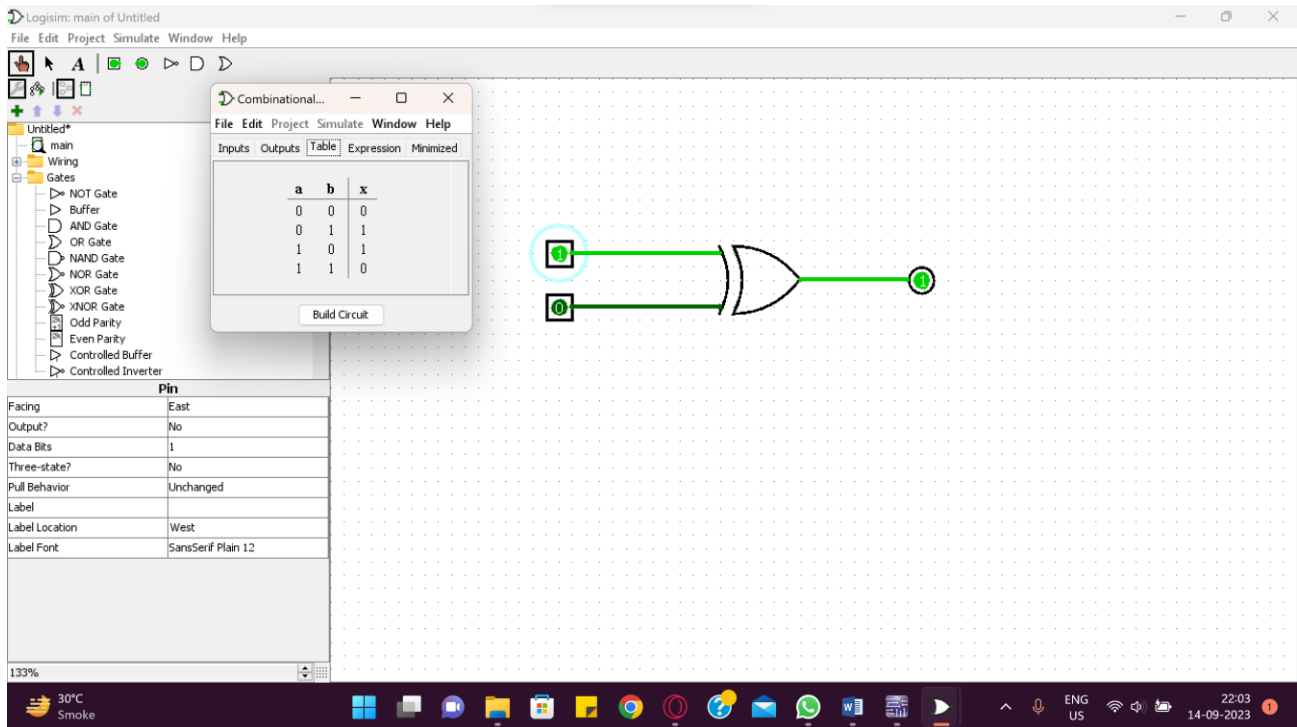 Logisim: main of Untitled
File Edit Project Simulate Window Help
A
Combinational...
File Edit Project Simulate Window Help
Inputs Outputs Table Expression Minimized
a b x
0 0 0
0 1 1
1 0 1
1 1 0
Build Circuit
Untitled*
main
Wiring
Gates
NOT Gate
Buffer
AND Gate
OR Gate
NAND Gate
NOR Gate
XOR Gate
XNOR Gate
Odd Parity
Even Parity
Controlled Buffer
Controlled Inverter
Pin
Facing East
Output? No
Data Bits 1
Three-state? No
Pull Behavior Unchanged
Label
Label Location West
Label Font SansSerif Plain 12
133%
1
0
1
30°C
Smoke
W
ENG
US
22:03
14-09-2023
1